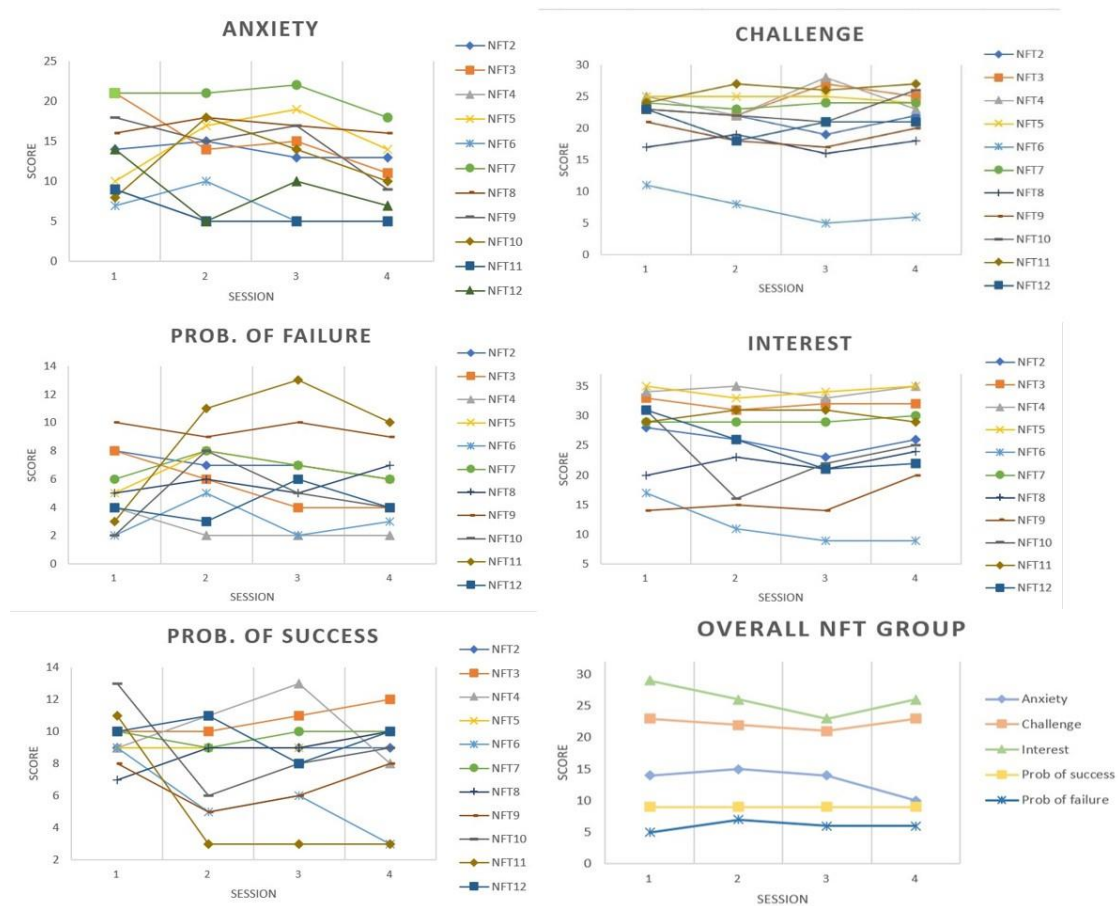 ANXIETY
25
20
15
10
5
0
SCORE
1 2 3 4
SESSION
NFT2
NFT3
NFT4
NFT5
NFT6
NFT7
NFT8
NFT9
NFT10
NFT11
NFT12
CHALLENGE
30
25
20
15
10
5
0
SCORE
1 2 3 4
SESSION
NFT2
NFT3
NFT4
NFT5
NFT6
NFT7
NFT8
NFT9
NFT10
NFT11
NFT12
PROB. OF FAILURE
14
12
10
8
6
4
2
0
SCORE
1 2 3 4
SESSION
NFT2
NFT3
NFT4
NFT5
NFT6
NFT7
NFT8
NFT9
NFT10
NFT11
NFT12
INTEREST
35
30
25
20
15
10
5
SCORE
1 2 3 4
SESSION
NFT2
NFT3
NFT4
NFT5
NFT6
NFT7
NFT8
NFT9
NFT10
NFT11
NFT12
PROB. OF SUCCESS
14
12
10
8
6
4
2
SCORE
1 2 3 4
SESSION
NFT2
NFT3
NFT4
NFT5
NFT6
NFT7
NFT8
NFT9
NFT10
NFT11
NFT12
OVERALL NFT GROUP
30
25
20
15
10
5
0
SCORE
1 2 3 4
SESSION
Anxiety
Challenge
Interest
Prob of success
Prob of failure